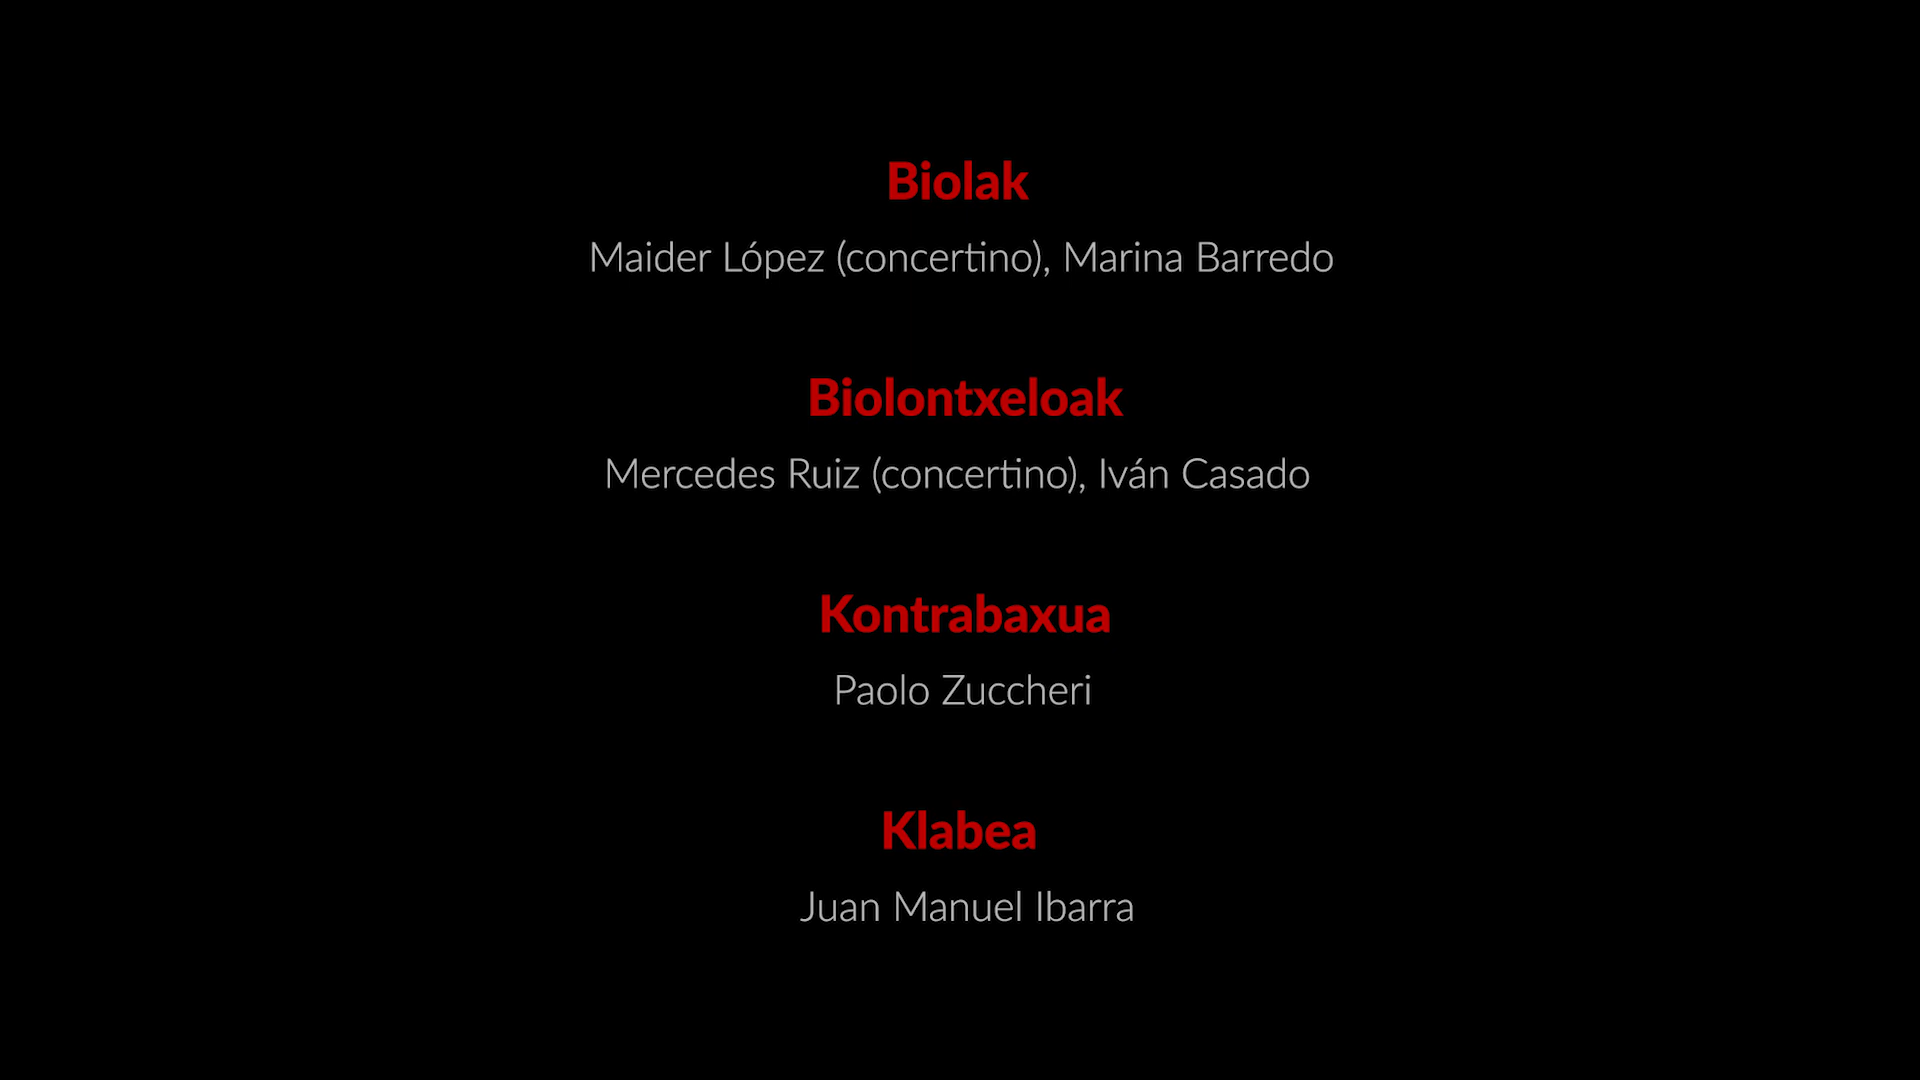 Biolak
Maider López (concertino), Marina Barredo
Biolontxeloak
Mercedes Ruiz (concertino), Iván Casado
Kontrabaxua
Paolo Zuccheri
Klabea
Juan Manuel Ibarra